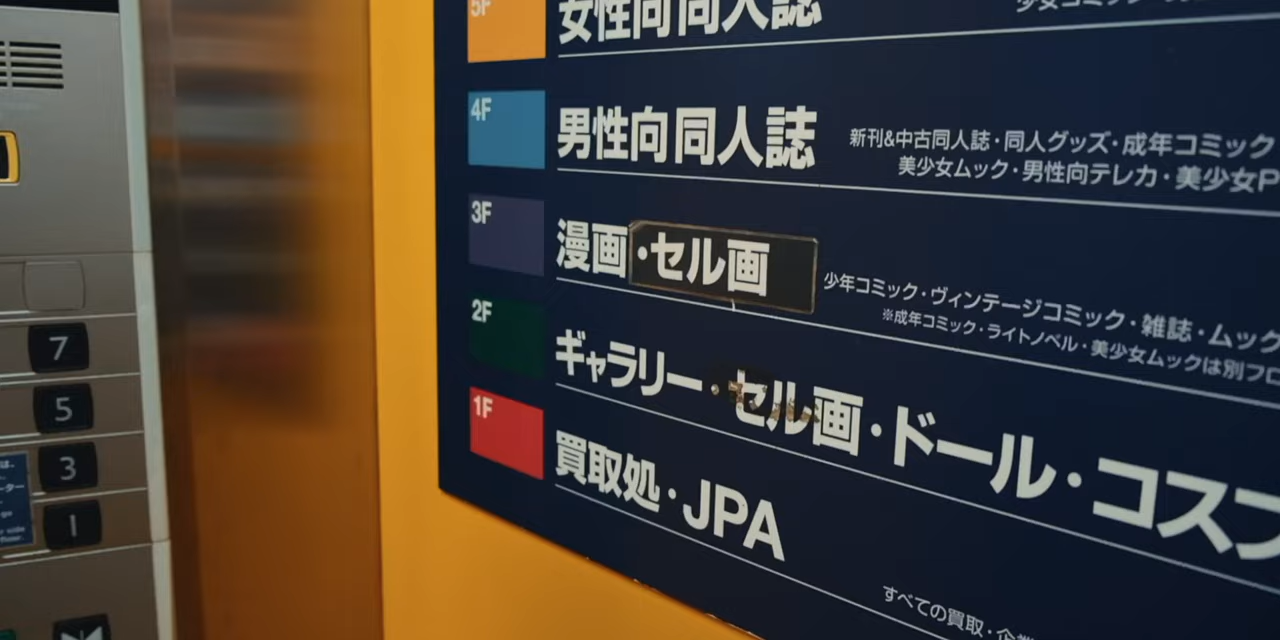 5F
女性向同人誌
4F
男性向同人誌
新刊&中古同人誌・同人グッズ・成年コミック
美少女ムック・男性向テレカ・美少女P
3F
漫画・セル画
少年コミック・ヴィンテージコミック・雑誌・ムック
※成年コミック・ライトノベル・美少女ムックは別フロ
2F
ギャラリー・セル画・ドール・コスプ
1F
買取処・JPA
すべての買取・企業
7
5
3
1